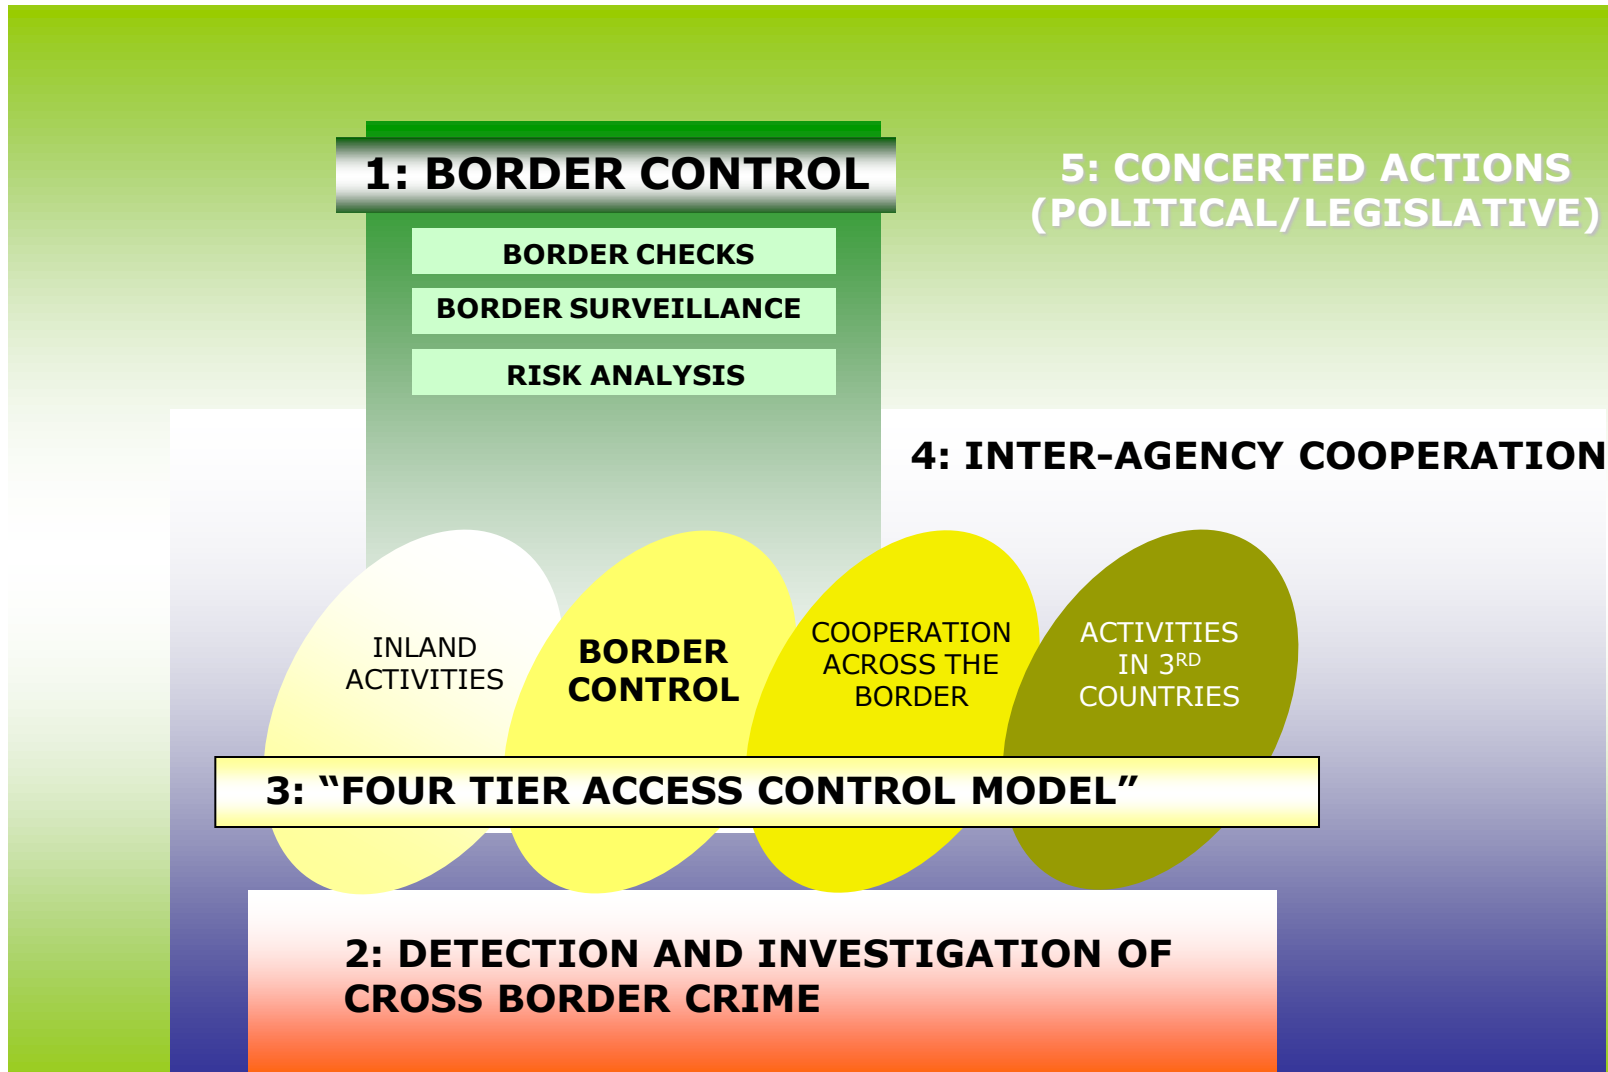 1: BORDER CONTROL
5: CONCERTED ACTIONS
(POLITICAL/LEGISLATIVE)
BORDER CHECKS
BORDER SURVEILLANCE
RISK ANALYSIS
4: INTER-AGENCY COOPERATION
INLAND
ACTIVITIES
BORDER
CONTROL
COOPERATION
ACROSS THE
BORDER
ACTIVITIES
IN 3RD
COUNTRIES
3: “FOUR TIER ACCESS CONTROL MODEL”
2: DETECTION AND INVESTIGATION OF
CROSS BORDER CRIME